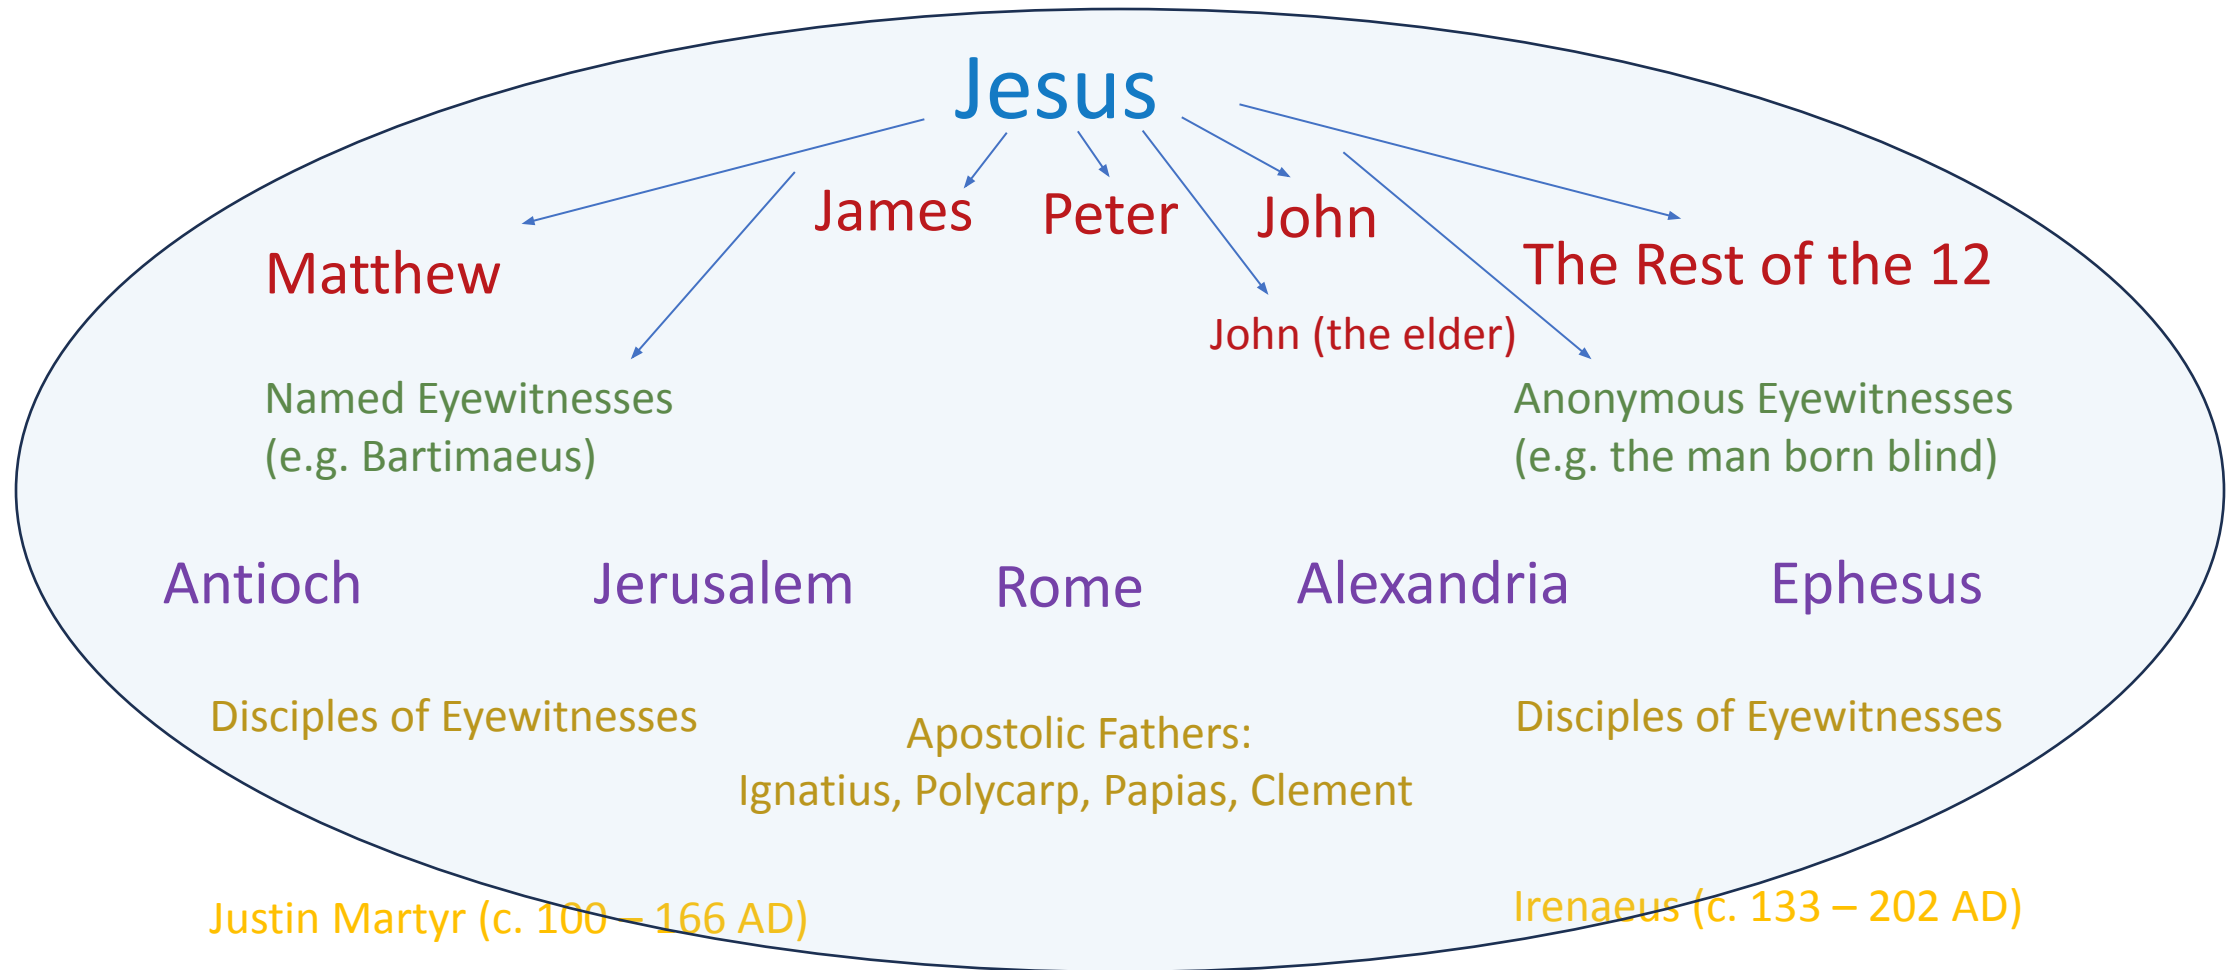 Jesus
James
Peter
John
Matthew
The Rest of the 12
John (the elder)
Named Eyewitnesses
(e.g. Bartimaeus)
Anonymous Eyewitnesses
(e.g. the man born blind)
Antioch
Jerusalem
Rome
Alexandria
Ephesus
Disciples of Eyewitnesses
Apostolic Fathers:
Ignatius, Polycarp, Papias, Clement
Disciples of Eyewitnesses
Justin Martyr (c. 100 – 166 AD)
Irenaeus (c. 133 – 202 AD)